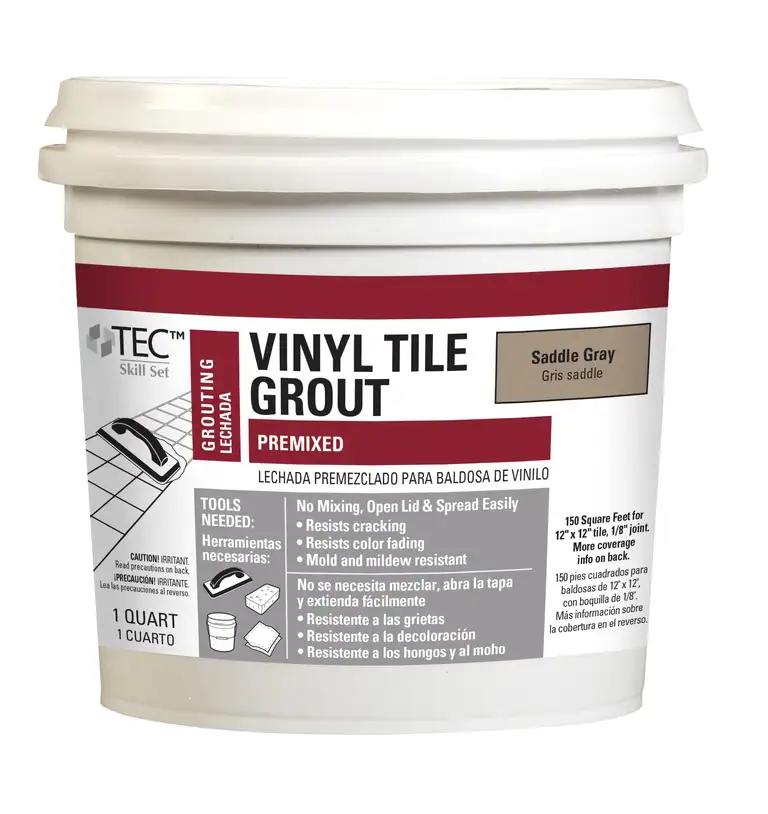 TEC™
Skill Set
GROUTING
LECHADA
VINYL TILE
GROUT
PREMIXED
LECHADA PREMEZCLADO PARA BALDOSA DE VINILO
Saddle Gray
Gris saddle
TOOLS
NEEDED:
Herramientas
necesarias:
No Mixing, Open Lid & Spread Easily
• Resists cracking
• Resists color fading
• Mold and mildew resistant
No se necesita mezclar, abra la tapa
y extienda fácilmente
• Resistente a las grietas
• Resistente a la decoloración
• Resistente a los hongos y al moho
CAUTION! IRRITANT.
Read precautions on back.
¡PRECAUCIÓN! IRRITANTE.
Lea las precauciones al reverso.
1 QUART
1 CUARTO
150 Square Feet for
12" x 12" tile, 1/8" joint.
More coverage
info on back.
150 pies cuadrados para
baldosas de 12" x 12",
con boquilla de 1/8".
Más información sobre
la cobertura en el reverso.